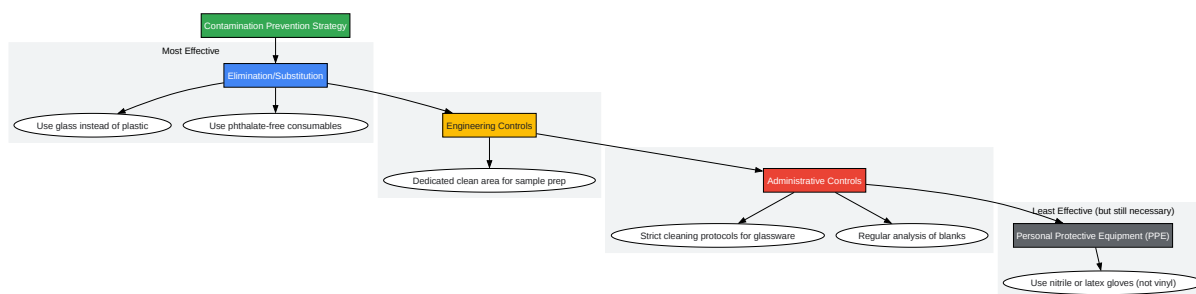 Contamination Prevention Strategy
Most Effective
Elimination/Substitution
Use glass instead of plastic
Use phthalate-free consumables
Engineering Controls
Dedicated clean area for sample prep
Administrative Controls
Strict cleaning protocols for glassware
Regular analysis of blanks
Least Effective (but still necessary)
Personal Protective Equipment (PPE)
Use nitrile or latex gloves (not vinyl)